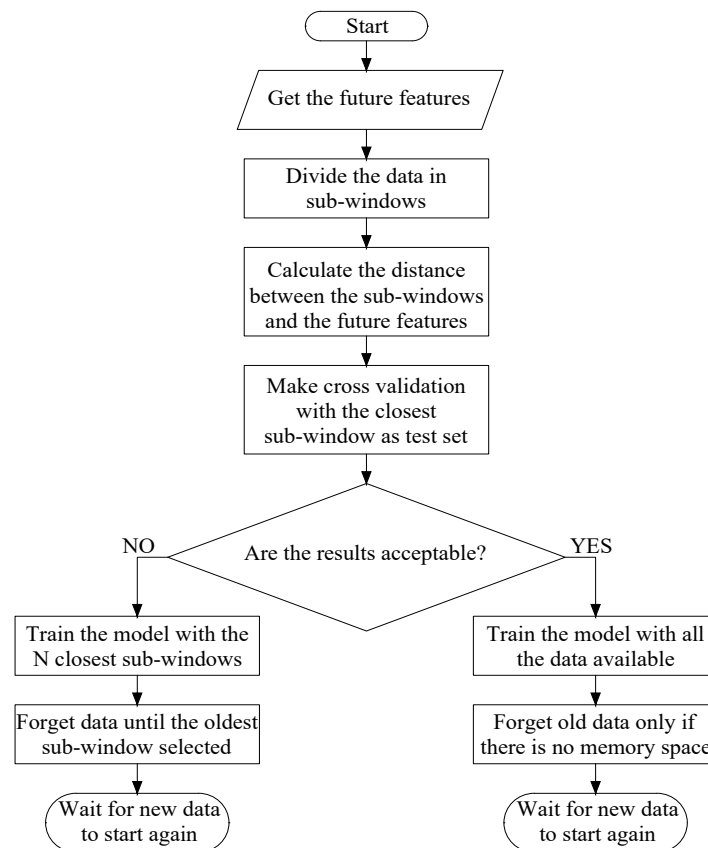 Start
Get the future features
Divide the data in
sub-windows
Calculate the distance
between the sub-windows
and the future features
Make cross validation
with the closest
sub-window as test set
NO
Are the results acceptable?
YES
Train the model with the
N closest sub-windows
Train the model with all
the data available
Forget data until the oldest
sub-window selected
Forget old data only if
there is no memory space
Wait for new data
to start again
Wait for new data
to start again